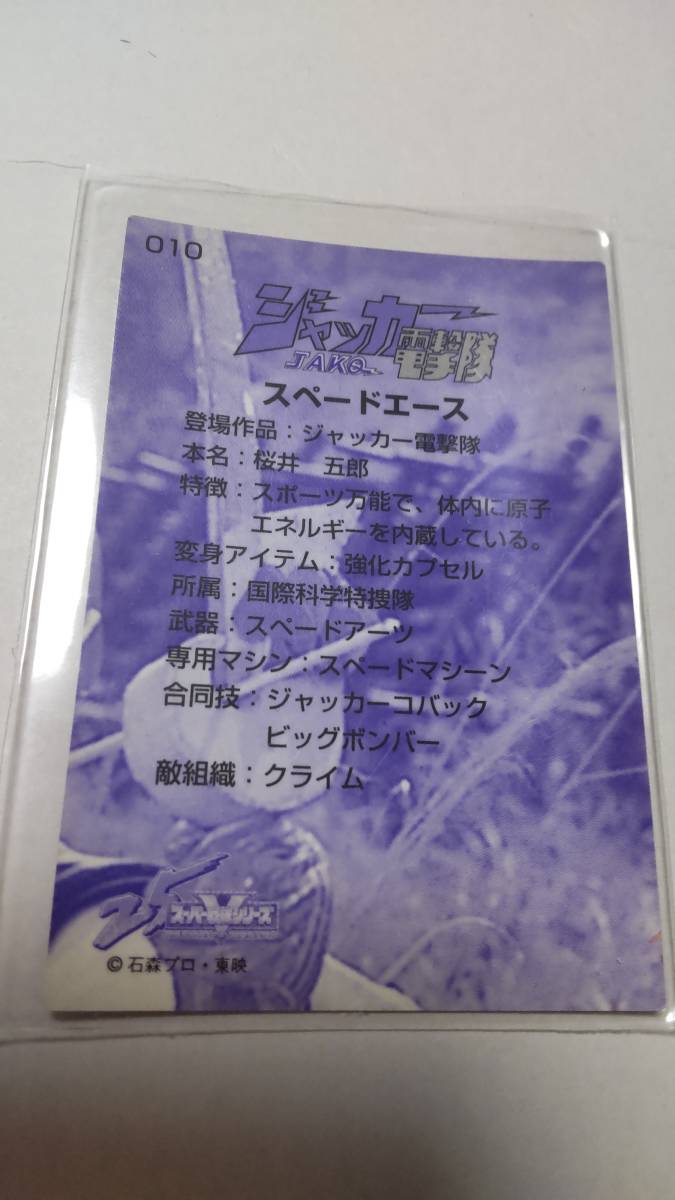 010
ジャッカー電撃隊
JAKQ
スペードエース
登場作品：ジャッカー電撃隊
本名：桜井　五郎
特徴：スポーツ万能で、体内に原子
エネルギーを内蔵している。
変身アイテム：強化カプセル
所属：国際科学特捜隊
武器：スペードアーツ
専用マシン：スペードマシーン
合同技：ジャッカーコバック
ビッグボンバー
敵組織：クライム
25 スーパー戦隊シリーズ
©石森プロ・東映